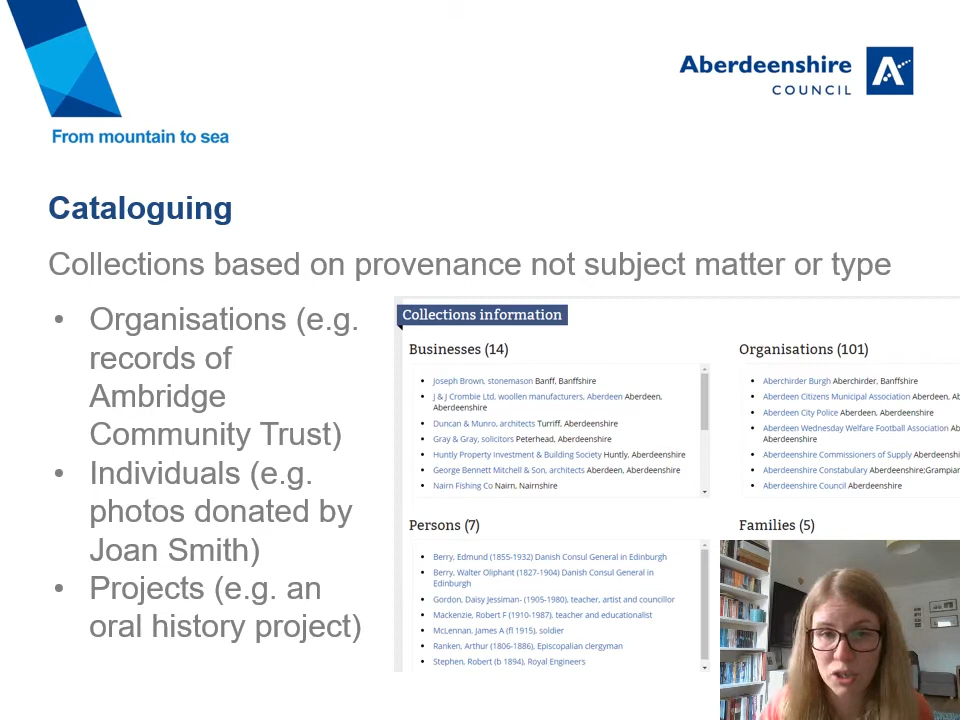 Aberdeenshire
COUNCIL
From mountain to sea
Cataloguing
Collections based on provenance not subject matter or type
• Organisations (e.g.
records of
Ambridge
Community Trust)
• Individuals (e.g.
photos donated by
Joan Smith)
• Projects (e.g. an
oral history project)
Collections information
Businesses (14)
• Joseph Brown, stonemason Banff, Banffshire
• J & J Crombie Ltd, woollen manufacturers, Aberdeen Aberdeen,
Aberdeenshire
• Duncan & Munro, architects Turriff, Aberdeenshire
• Gray & Gray, solicitors Peterhead, Aberdeenshire
• Huntly Property Investment & Building Society Huntly, Aberdeenshire
• George Bennett Mitchell & Son, architects Aberdeen, Aberdeenshire
• Nairn Fishing Co Nairn, Nairnshire
Organisations (101)
• Aberchirder Burgh Aberchirder, Banffshire
• Aberdeen Citizens Municipal Association Aberdeen, Ab
• Aberdeen City Police Aberdeen, Aberdeenshire
• Aberdeen Wednesday Welfare Football Association Ab
Aberdeenshire
• Aberdeenshire Commissioners of Supply Aberdeenshi
• Aberdeenshire Constabulary Aberdeenshire;Grampian
• Aberdeenshire Council Aberdeenshire
Persons (7)
• Berry, Edmund (1855-1932) Danish Consul General in Edinburgh
• Berry, Walter Oliphant (1827-1904) Danish Consul General in
Edinburgh
• Gordon, Daisy Jessiman- (1905-1980), teacher, artist and councillor
• Mackenzie, Robert F (1910-1987), teacher and educationalist
• McLennan, James A (fl 1915), soldier
• Ranken, Arthur (1806-1886), Episcopalian clergyman
• Stephen, Robert (b 1894), Royal Engineers
Families (5)